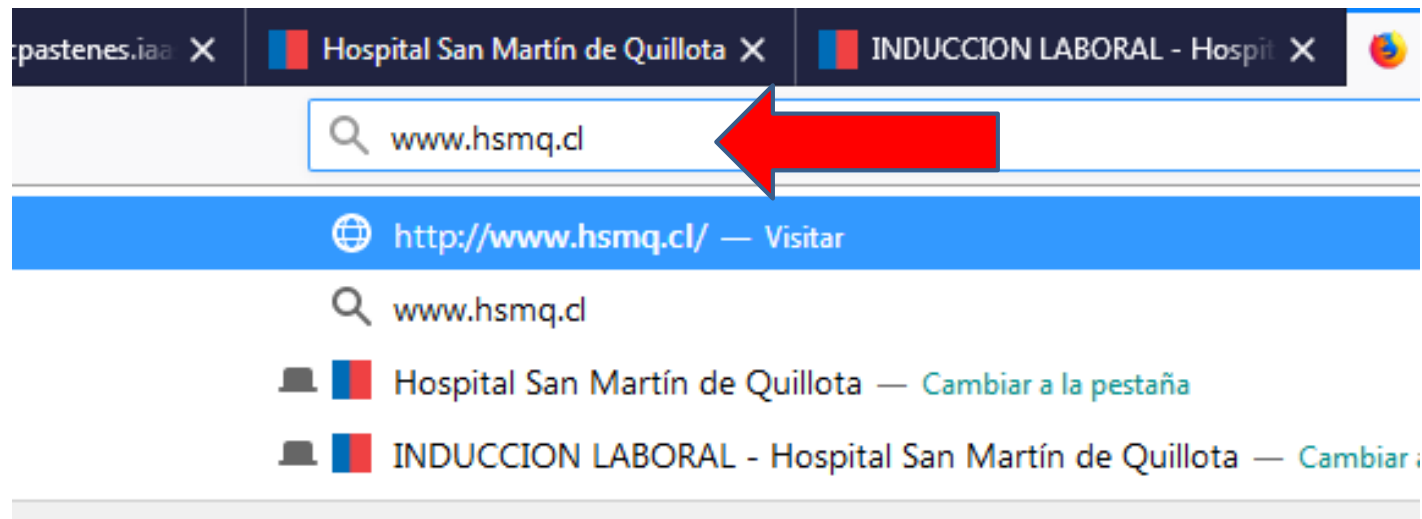 :pastenes.iaa Hospital San Martín de Quillota INDUCCION LABORAL - Hospit
www.hsmq.cl
http://www.hsmq.cl/ — Visitar
www.hsmq.cl
Hospital San Martín de Quillota — Cambiar a la pestaña
INDUCCION LABORAL - Hospital San Martín de Quillota — Cambiar a